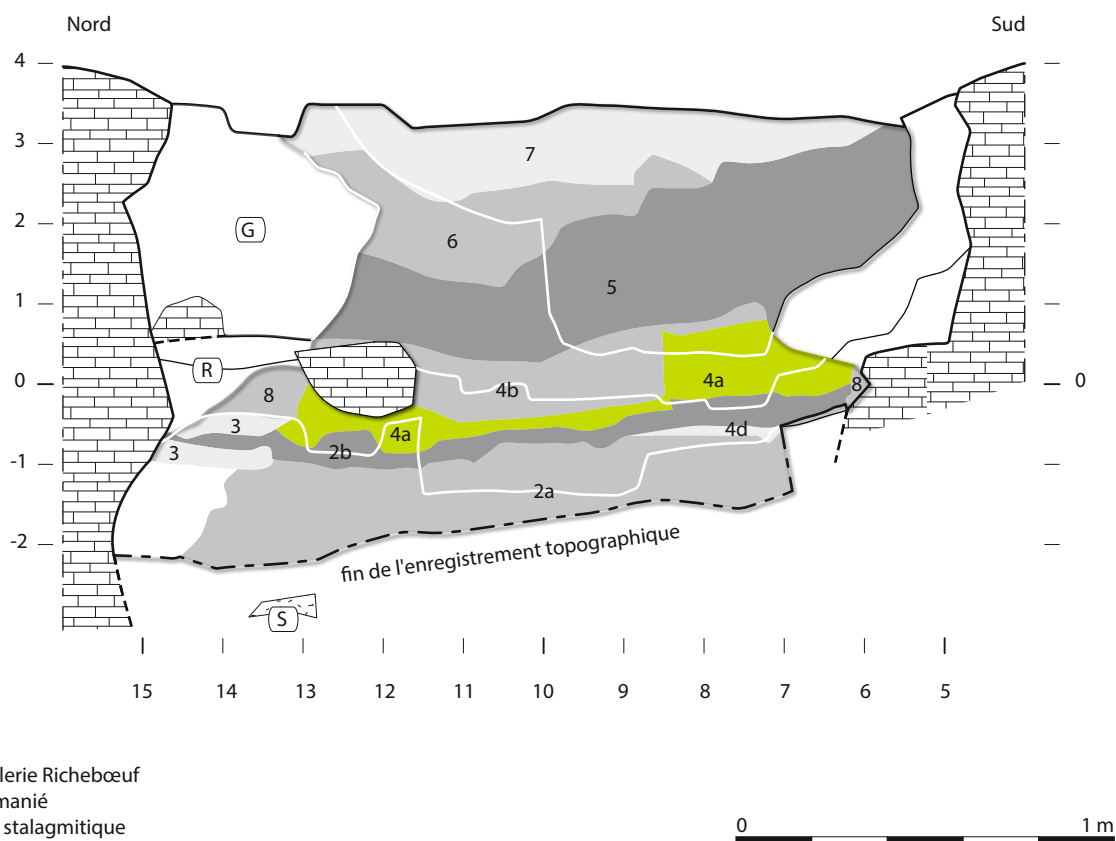 Nord Sud
4
3
7
2
G
6
1
5
R
0
4b
4a
8
0
8
3
4a
4d
2b
3
-1
2a
-2
fin de l'enregistrement topographique
S
15 14 13 12 11 10 9 8 7 6 5
lerie Richebœuf
manié
stalagmitique
0 1 m